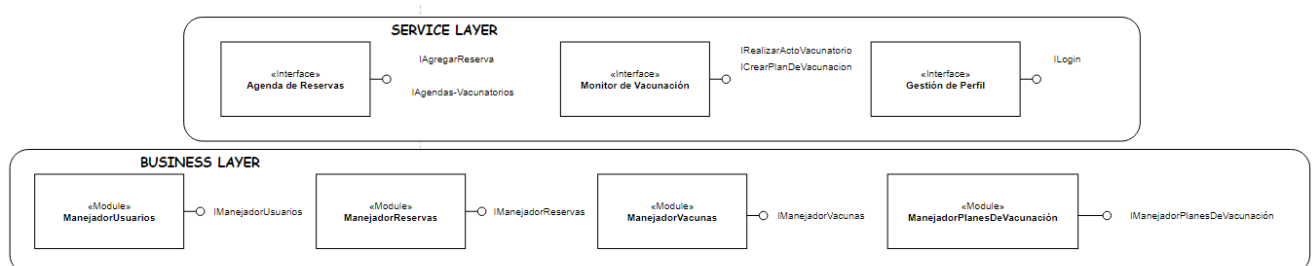 SERVICE LAYER
«Interface»
Agenda de Reservas
IAgregarReserva
IAgendas-Vacunatorios
«Interface»
Monitor de Vacunación
IRealizarActoVacunatorio
ICrearPlanDeVacunacion
«Interface»
Gestión de Perfil
ILogin
BUSINESS LAYER
«Module»
ManejadorUsuarios
IManejadorUsuarios
«Module»
ManejadorReservas
IManejadorReservas
«Module»
ManejadorVacunas
IManejadorVacunas
«Module»
ManejadorPlanesDeVacunación
IManejadorPlanesDeVacunación